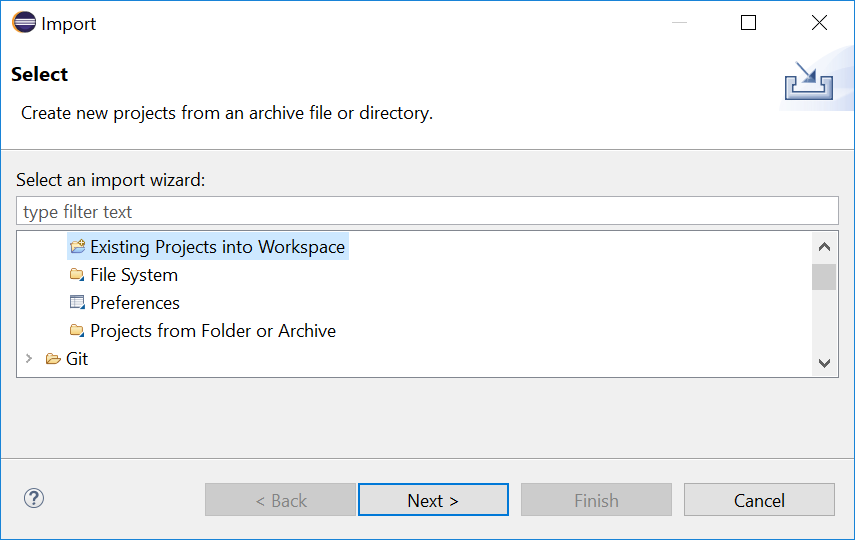 Import
Select
Create new projects from an archive file or directory.
Select an import wizard:
type filter text
Existing Projects into Workspace
File System
Preferences
Projects from Folder or Archive
Git
?
< Back
Next >
Finish
Cancel